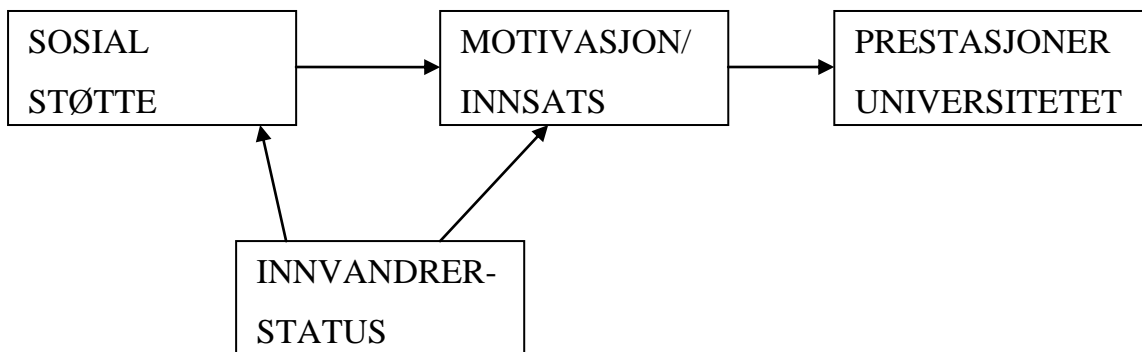 SOSIAL
STØTTE
MOTIVASJON/
INNSATS
PRESTASJONER
UNIVERSITETET
INNVANDRER-
STATUS